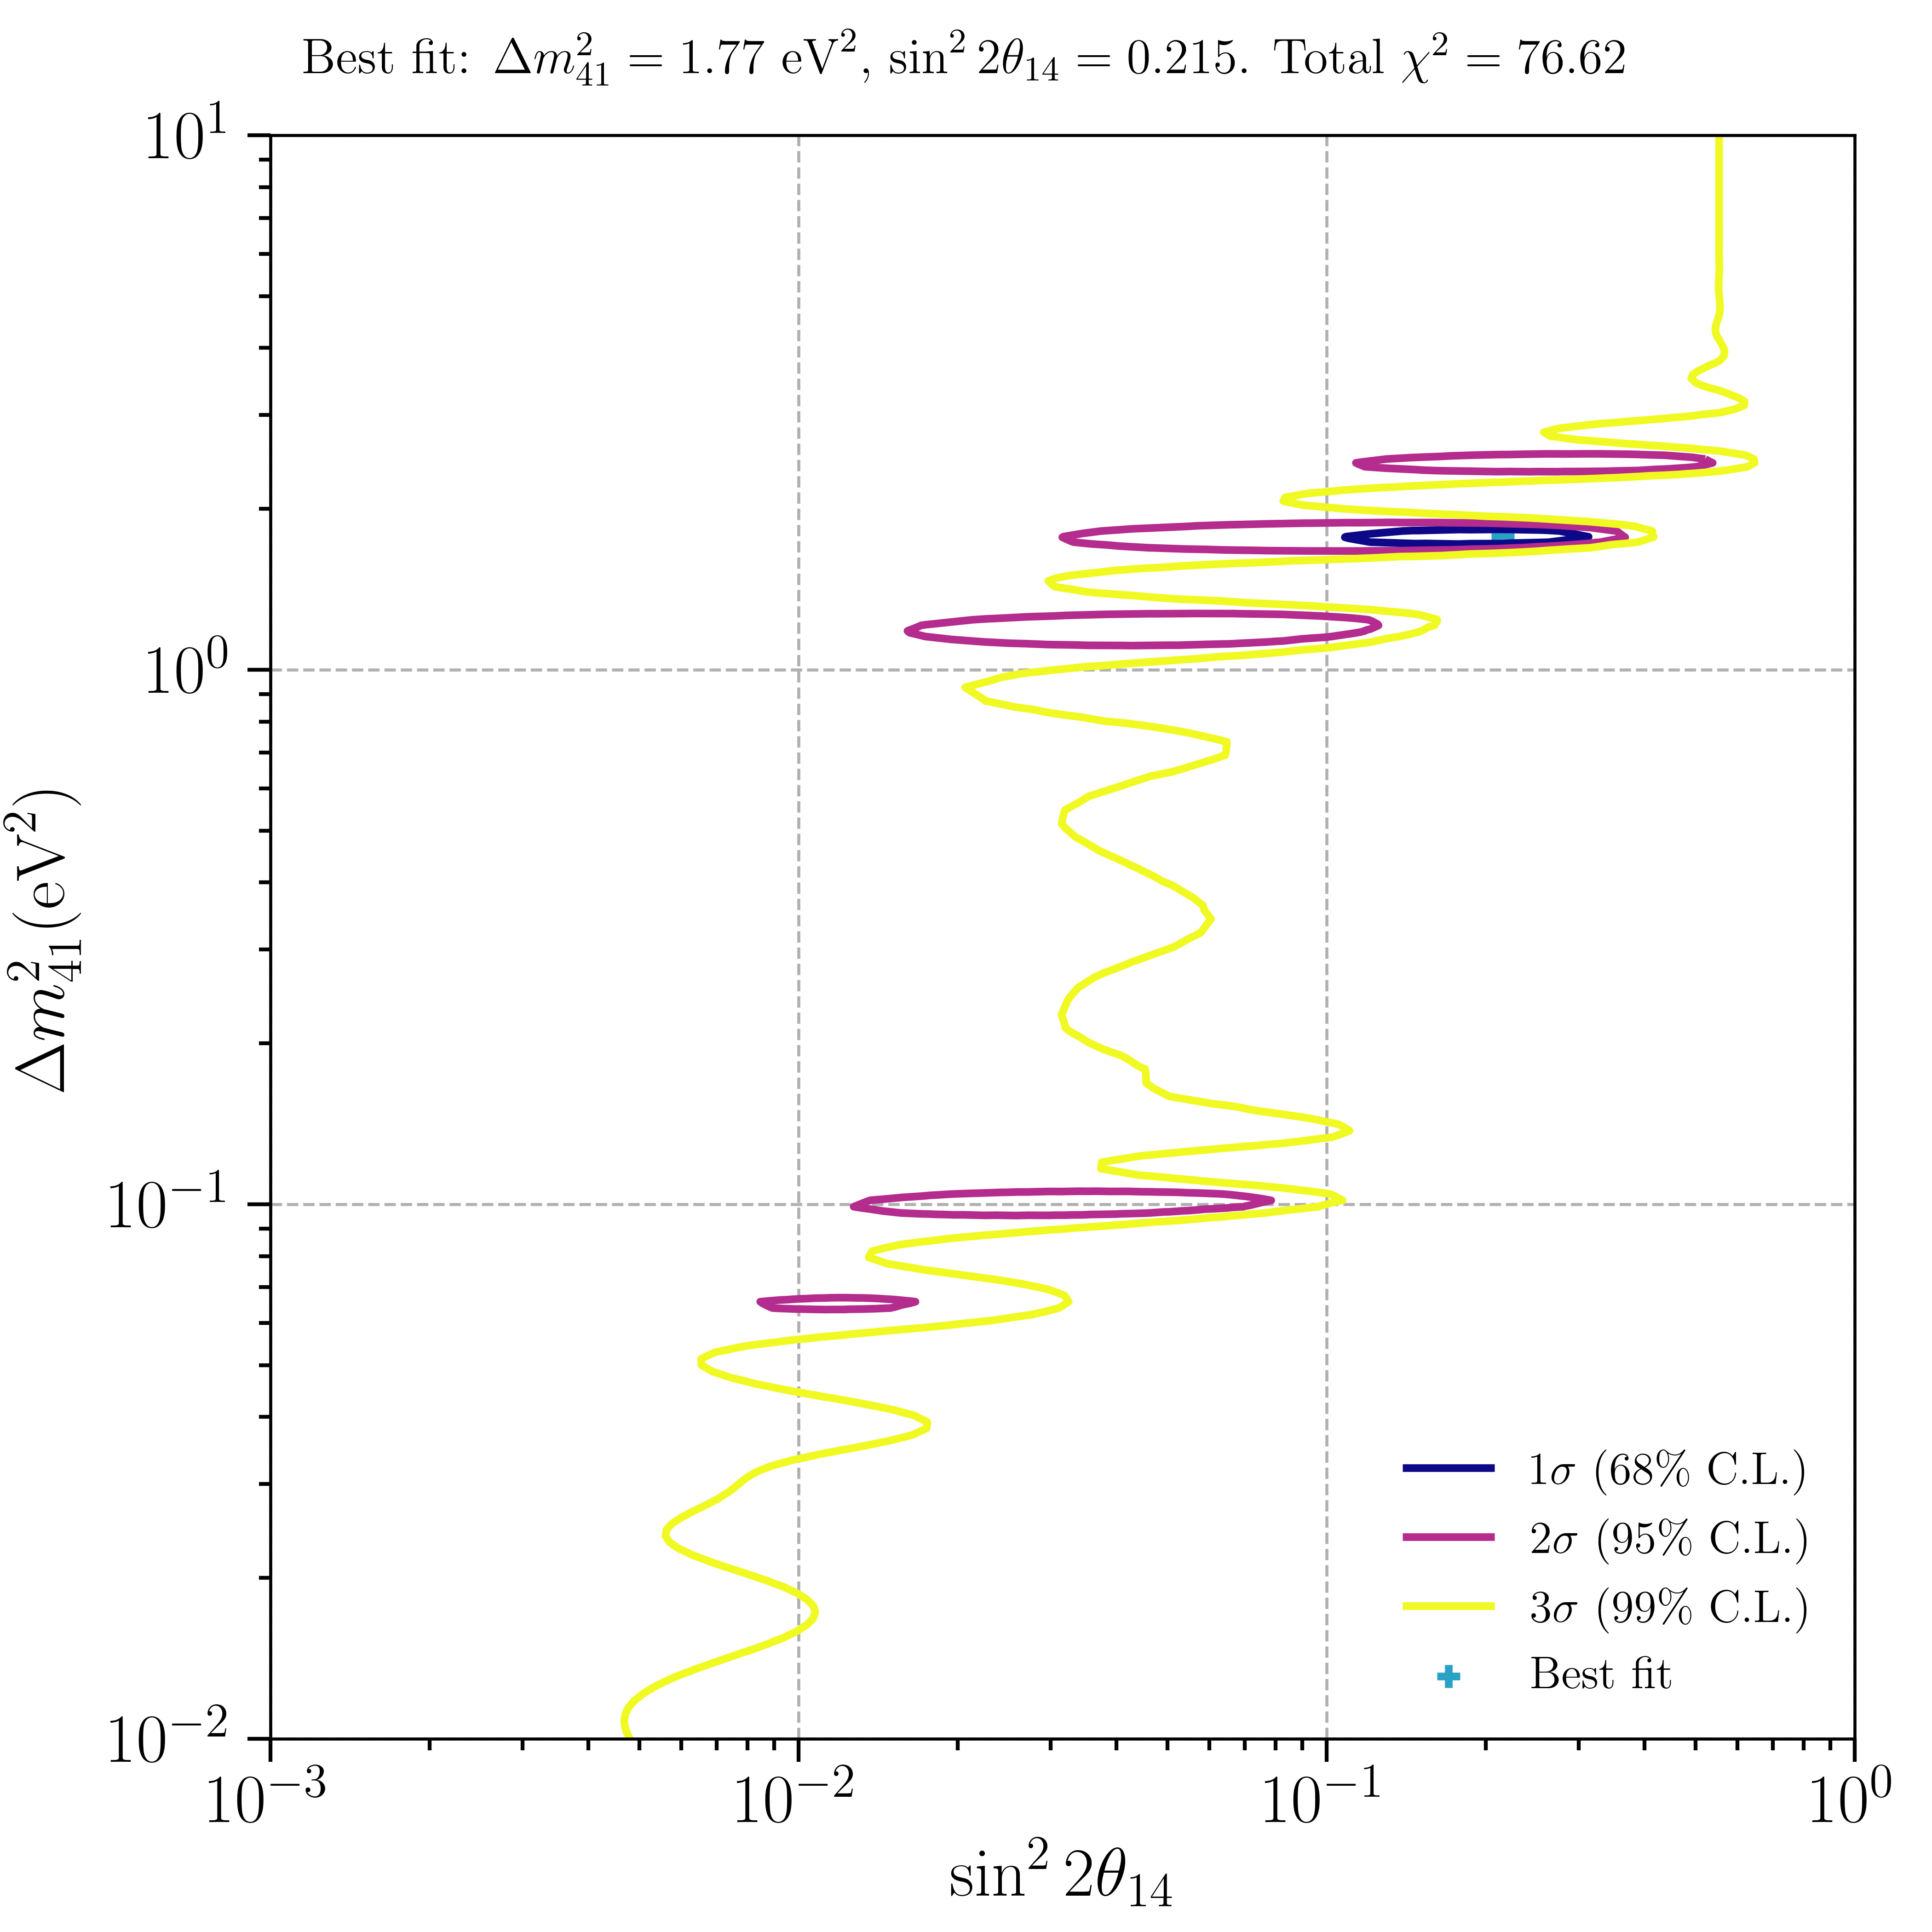 Best fit: Δm²₄₁ = 1.77 eV², sin² 2θ₁₄ = 0.215. Total χ² = 76.62
10¹
10⁰
10⁻¹
10⁻²
Δm²₄₁(eV²)
1σ (68% C.L.)
2σ (95% C.L.)
3σ (99% C.L.)
Best fit
10⁻³ 10⁻² 10⁻¹ 10⁰
sin² 2θ₁₄